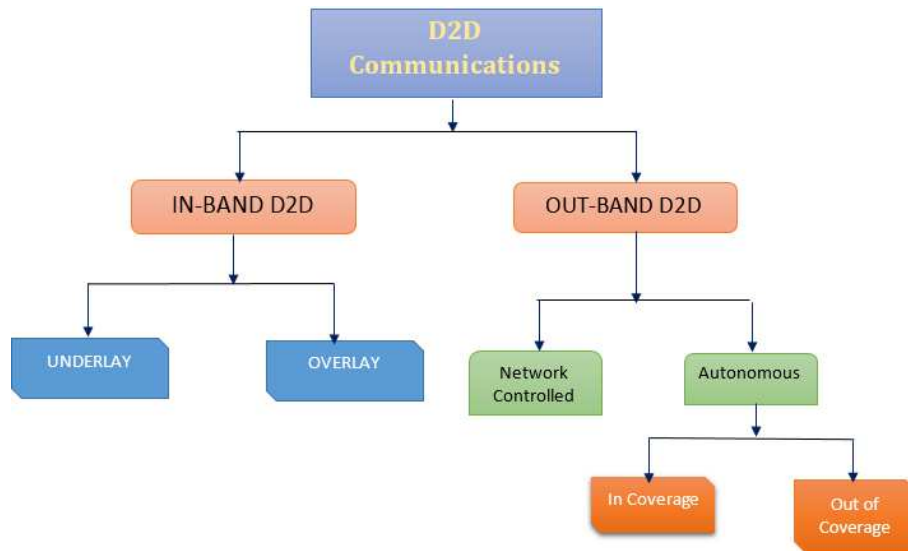 D2D
Communications
IN-BAND D2D
OUT-BAND D2D
UNDERLAY
OVERLAY
Network
Controlled
Autonomous
In Coverage
Out of
Coverage